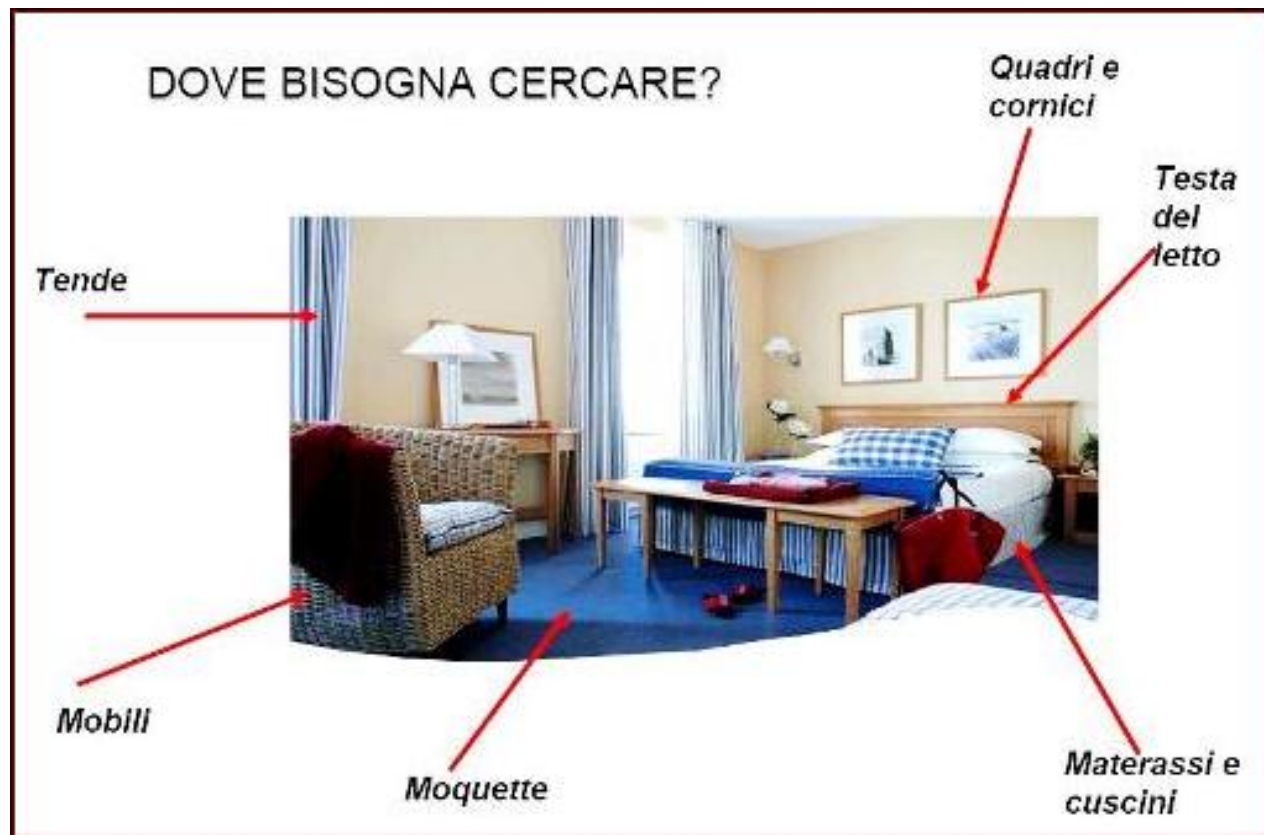 DOVE BISOGNA CERCARE?
Quadri e
cornici
Testa
del
letto
Tende
Mobili
Moquette
Materassi e
cuscini